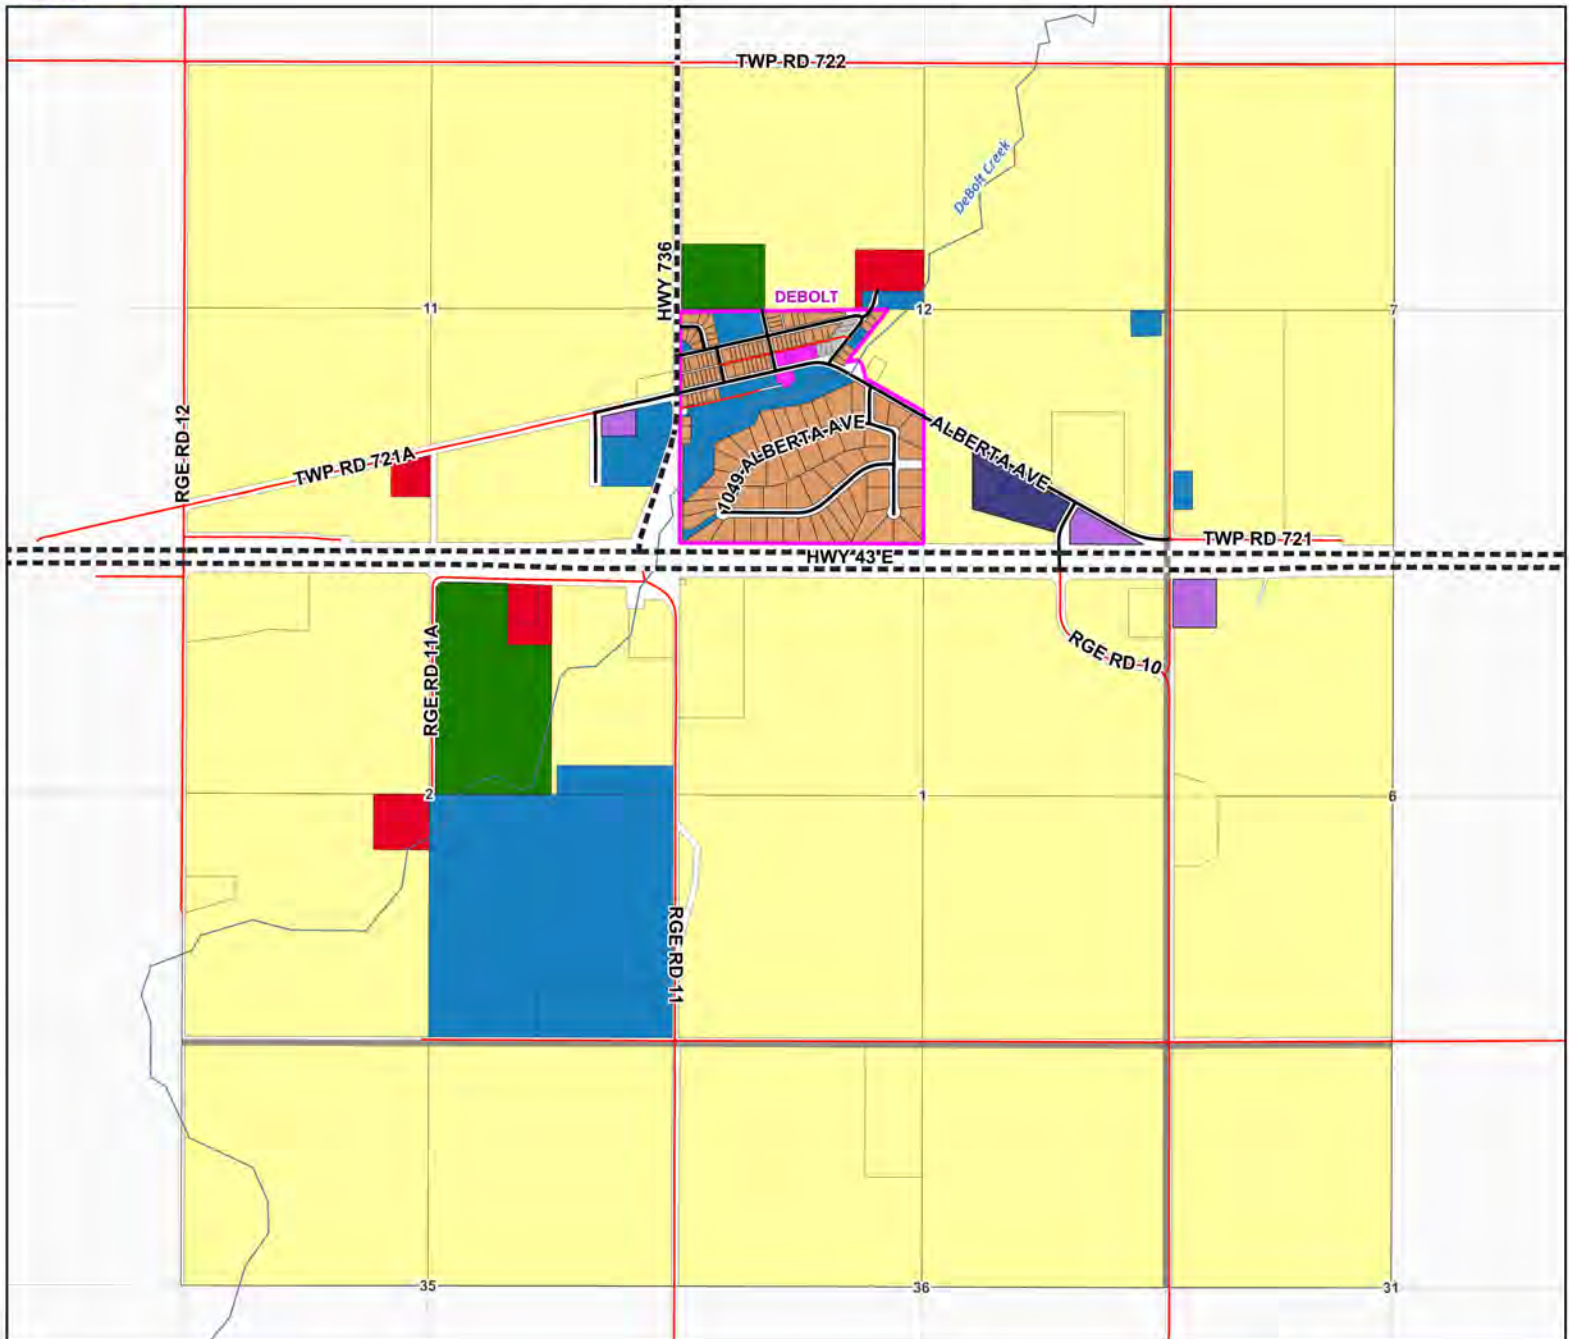 TWP RD 722
DeBolt Creek
HWY 736
DEBOLT
11
12
7
RGE RD 12
TWP RD 721A
1049 ALBERTA AVE
ALBERTA AVE
TWP RD 721
HWY 43 E
RGE RD 11A
RGE RD 10
2
1
6
RGE RD 11
35
36
31